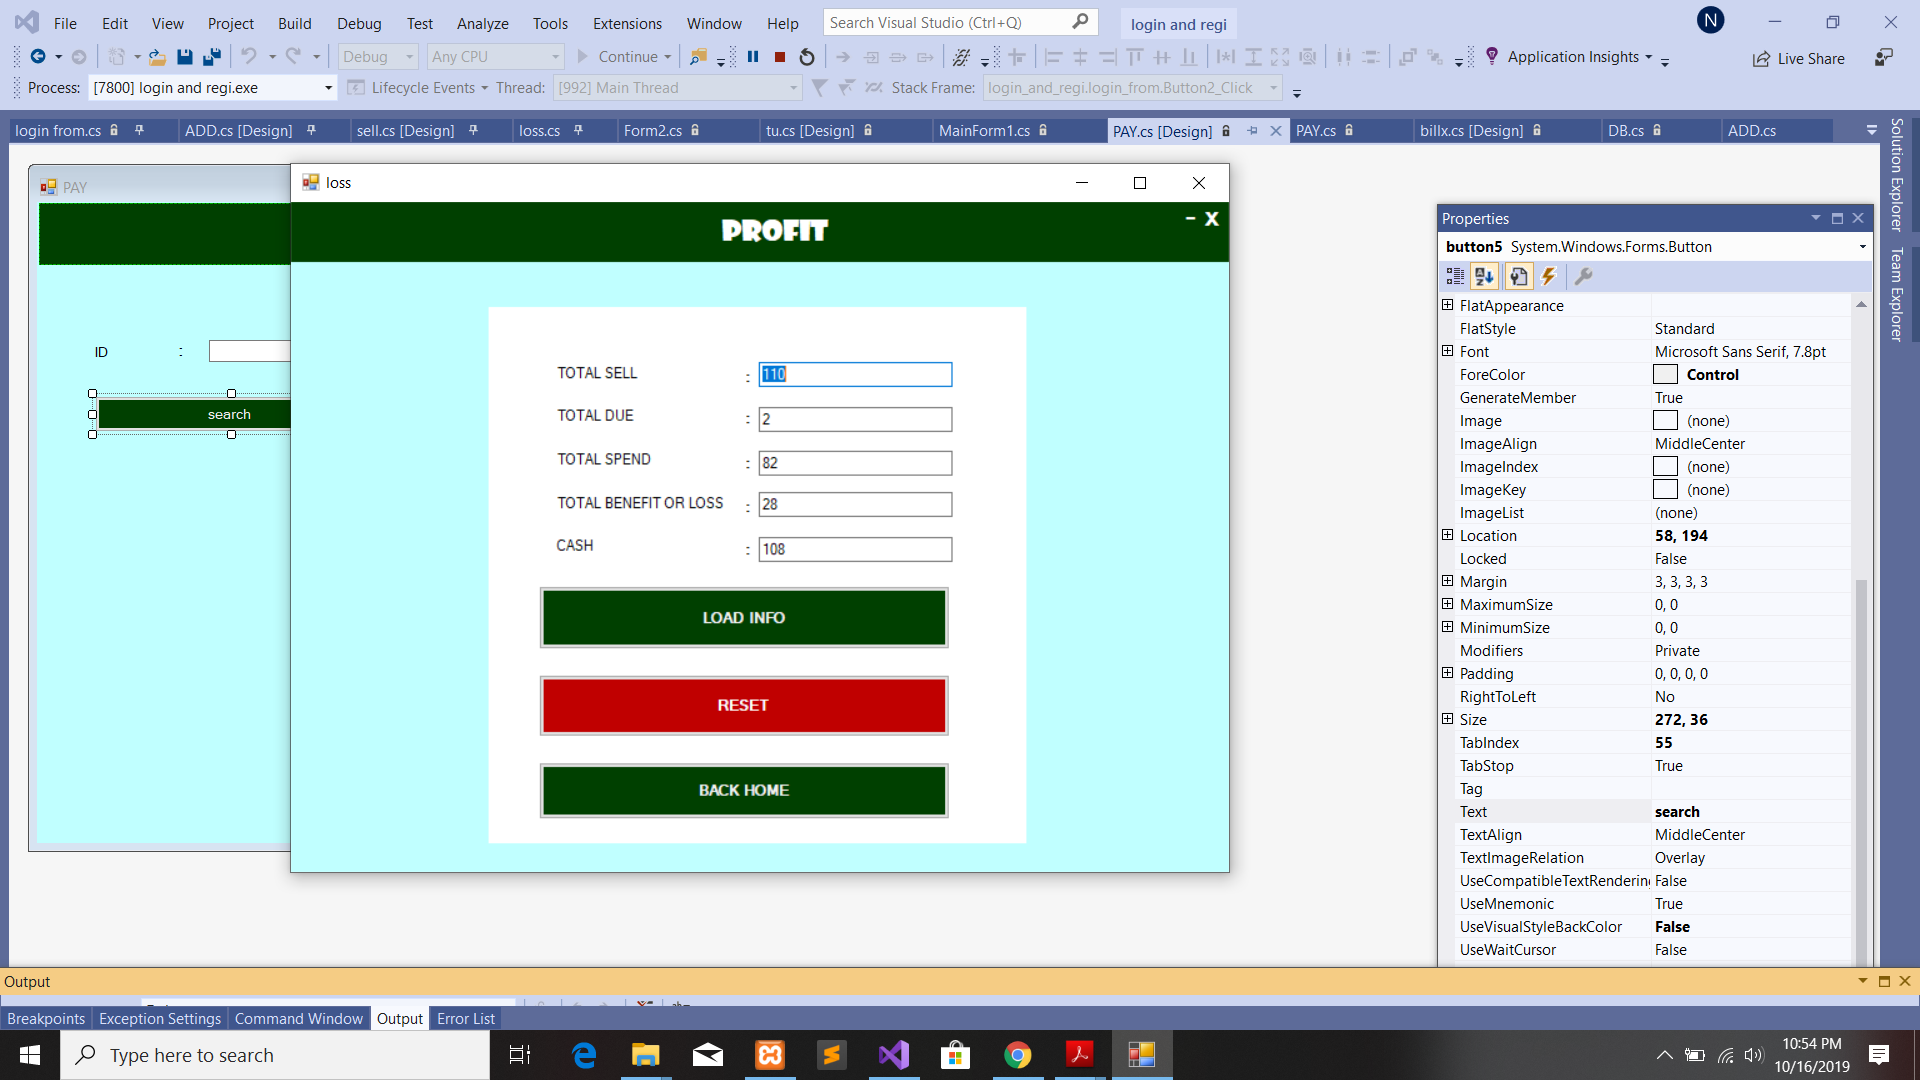 File Edit View Project Build Debug Test Analyze Tools Extensions Window Help Search Visual Studio (Ctrl+Q) login and regi N
Debug Any CPU Continue Application Insights Live Share
Process: [7800] login and regi.exe Lifecycle Events Thread: [992] Main Thread Stack Frame: login_and_regi.login_from.Button2_Click
login from.cs ADD.cs [Design] sell.cs [Design] loss.cs Form2.cs tu.cs [Design] MainForm1.cs PAY.cs [Design] PAY.cs billx.cs [Design] DB.cs ADD.cs
Solution Explorer
Team Explorer
PAY
ID :
search
loss
PROFIT
- X
TOTAL SELL : 110
TOTAL DUE : 2
TOTAL SPEND : 82
TOTAL BENEFIT OR LOSS : 28
CASH : 108
LOAD INFO
RESET
BACK HOME
Properties
button5 System.Windows.Forms.Button
FlatAppearance
FlatStyle Standard
Font Microsoft Sans Serif, 7.8pt
ForeColor Control
GenerateMember True
Image (none)
ImageAlign MiddleCenter
ImageIndex (none)
ImageKey (none)
ImageList (none)
Location 58, 194
Locked False
Margin 3, 3, 3, 3
MaximumSize 0, 0
MinimumSize 0, 0
Modifiers Private
Padding 0, 0, 0, 0
RightToLeft No
Size 272, 36
TabIndex 55
TabStop True
Tag
Text search
TextAlign MiddleCenter
TextImageRelation Overlay
UseCompatibleTextRendering False
UseMnemonic True
UseVisualStyleBackColor False
UseWaitCursor False
Output
Breakpoints Exception Settings Command Window Output Error List
Type here to search
10:54 PM
10/16/2019